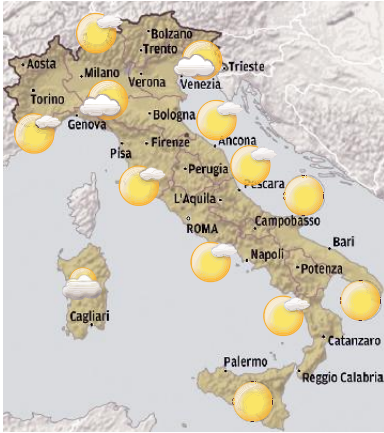 Bolzano
Trento
Aosta
Milano
Trieste
Verona
Venezia
Torino
Genova
Bologna
Pisa
Firenze
Ancona
Perugia
Pescara
L'Aquila
ROMA
Campobasso
Bari
Napoli
Potenza
Cagliari
Catanzaro
Palermo
Reggio Calabria